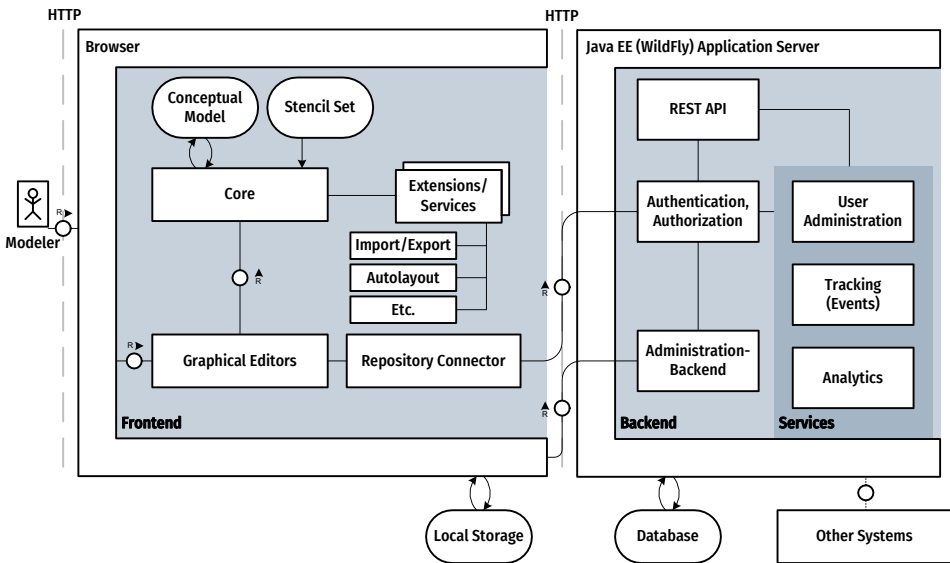 HTTP
HTTP
Browser
Java EE (WildFly) Application Server
Conceptual
Model
Stencil Set
REST API
Core
Extensions/
Services
Authentication,
Authorization
User
Administration
R
Modeler
Import/Export
Autolayout
Etc.
R
R
Tracking
(Events)
R
Graphical Editors
Repository Connector
Administration-
Backend
Analytics
R
Frontend
Backend
Services
Local Storage
Database
Other Systems